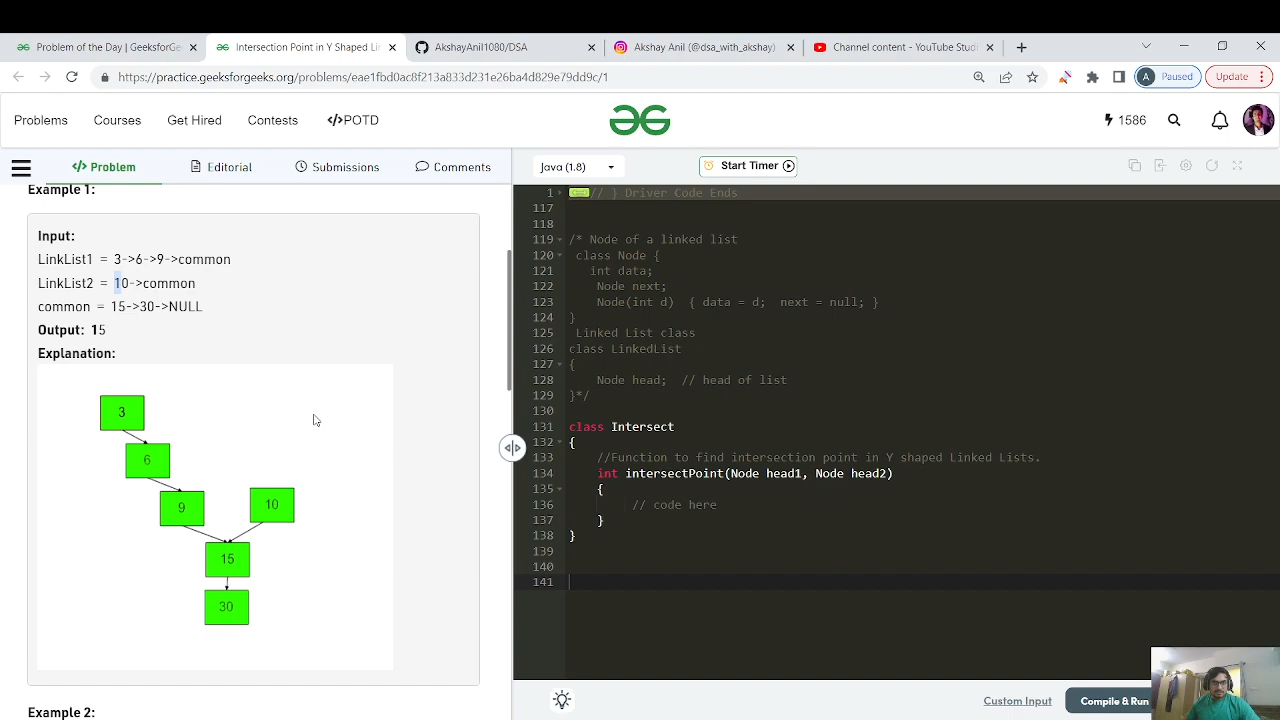 Problem of the Day | GeeksforGeeks
Intersection Point in Y Shaped Li
AkshayAnil1080/DSA
Akshay Anil (@dsa_with_akshay)
Channel content - YouTube Studi
https://practice.geeksforgeeks.org/problems/eae1fbd0ac8f213a833d231e26ba4d829e79dd9c/1
A Paused
Update
Problems
Courses
Get Hired
Contests
</>POTD
1586
</> Problem
Editorial
Submissions
Comments
Java (1.8)
Start Timer
Example 1:
Input:
LinkList1 = 3->6->9->common
LinkList2 = 10->common
common = 15->30->NULL
Output: 15
Explanation:
3
6
9
10
15
30
Example 2:
1 // } Driver Code Ends
117
118
119 /* Node of a linked list
120 class Node {
121 int data;
122 Node next;
123 Node(int d) { data = d; next = null; }
124 }
125 Linked List class
126 class LinkedList
127 {
128 Node head; // head of list
129 }*/
130
131 class Intersect
132 {
133 //Function to find intersection point in Y shaped Linked Lists.
134 int intersectPoint(Node head1, Node head2)
135 {
136 // code here
137 }
138 }
139
140
141
Custom Input
Compile & Run